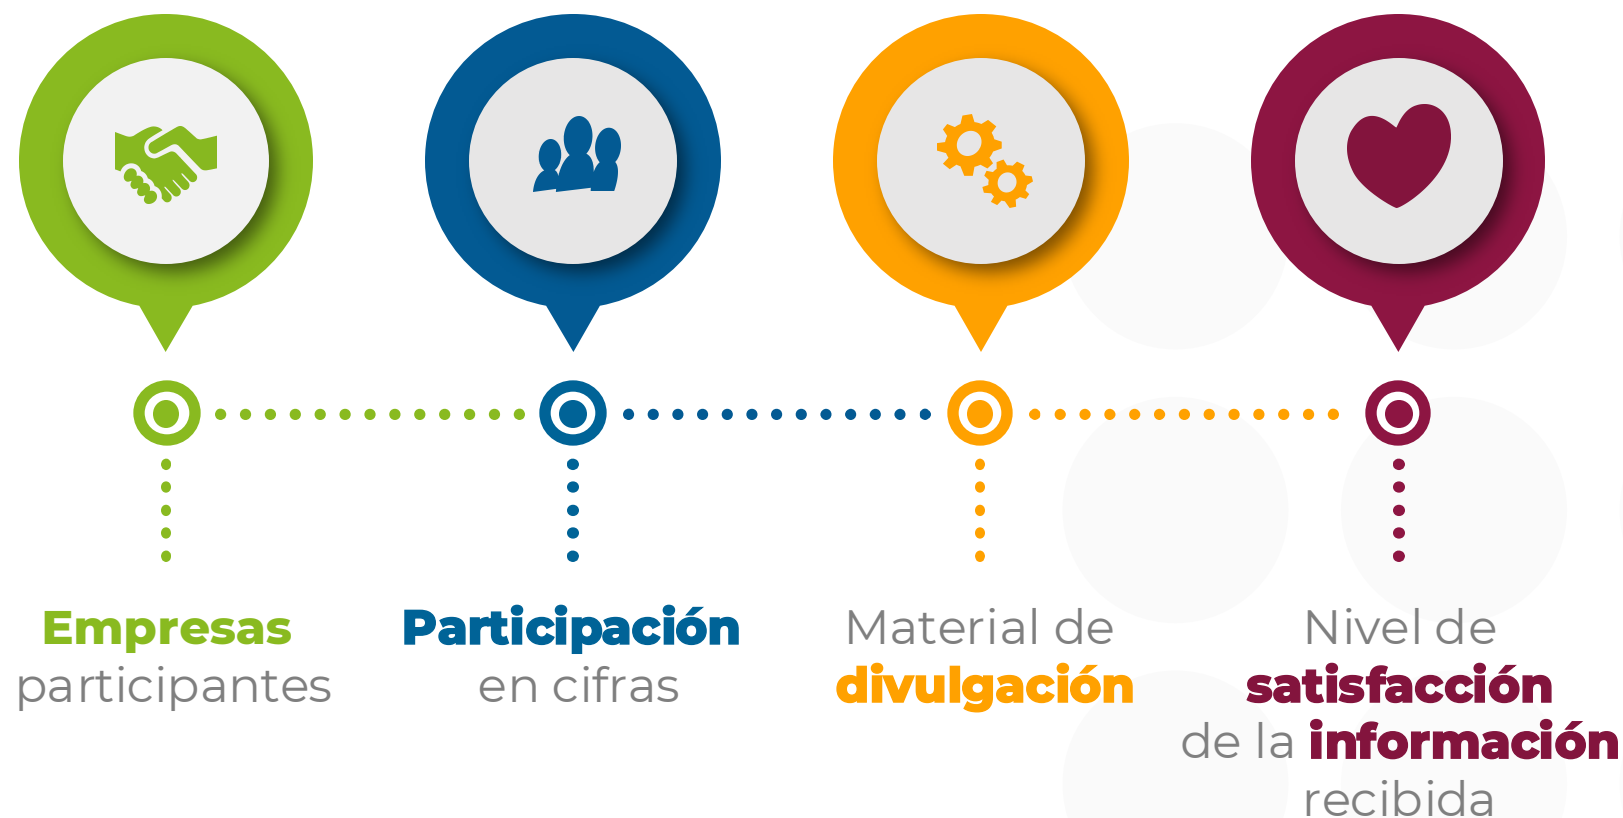 Empresas
participantes
Participación
en cifras
Material de
divulgación
Nivel de
satisfacción
de la información
recibida